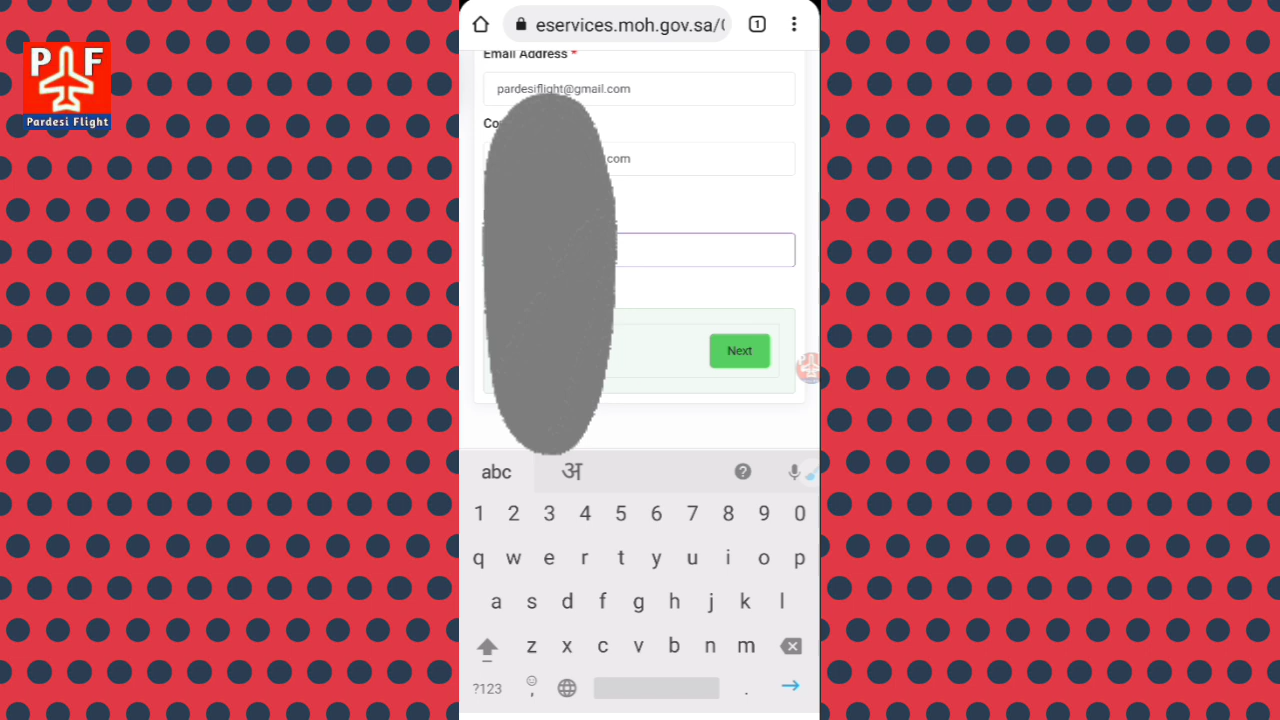 P F
Pardesi Flight
eservices.moh.gov.sa/
1
Email Address *
pardesiflight@gmail.com
Co
.com
Next
abc अ
1 2 3 4 5 6 7 8 9 0
q w e r t y u i o p
a s d f g h j k l
z x c v b n m
?123 , .